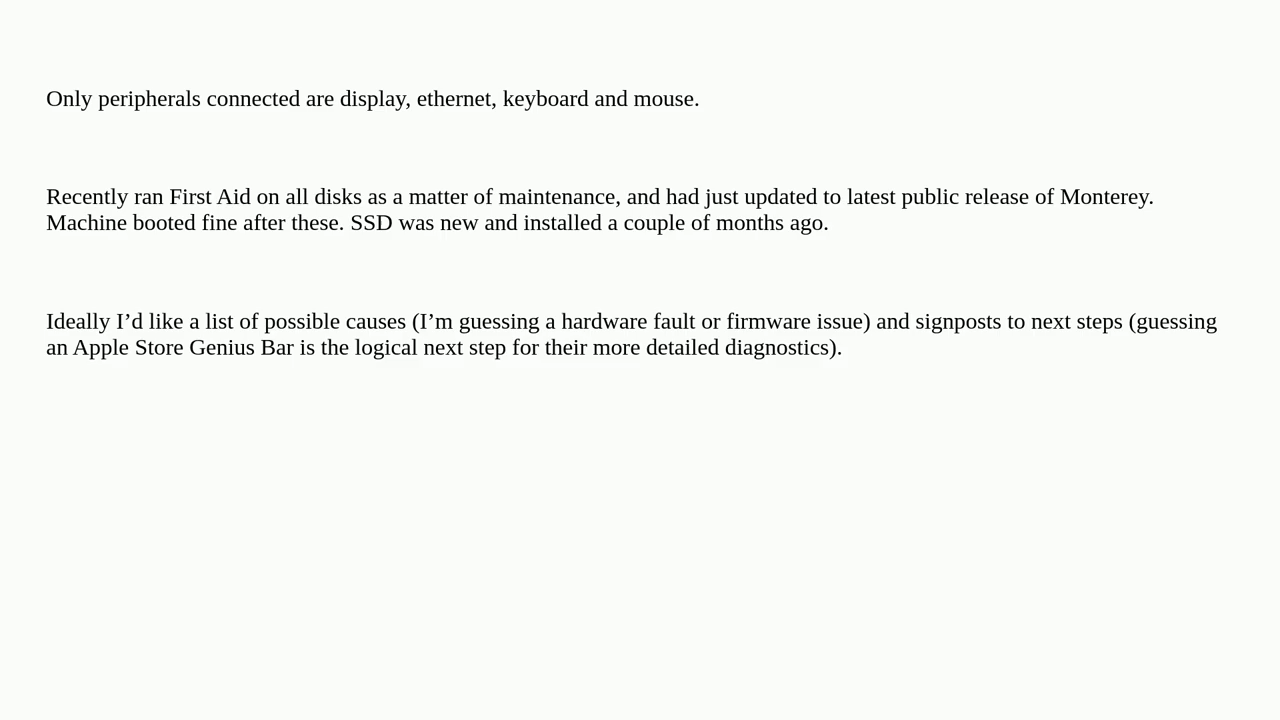 Only peripherals connected are display, ethernet, keyboard and mouse.
Recently ran First Aid on all disks as a matter of maintenance, and had just updated to latest public release of Monterey.
Machine booted fine after these. SSD was new and installed a couple of months ago.
Ideally I’d like a list of possible causes (I’m guessing a hardware fault or firmware issue) and signposts to next steps (guessing
an Apple Store Genius Bar is the logical next step for their more detailed diagnostics).